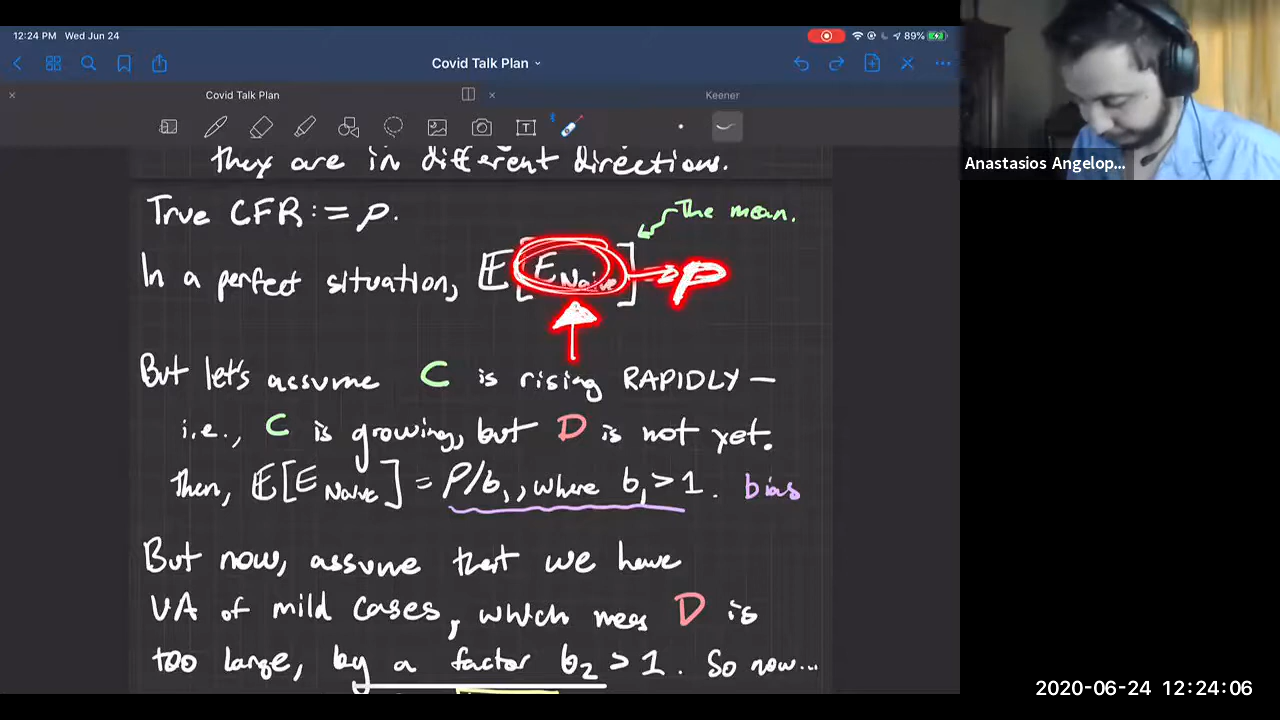 12:24 PM Wed Jun 24
89%
Covid Talk Plan
Covid Talk Plan
Keener
they are in different directions.
True CFR := p.
The mean.
In a perfect situation, 𝔼[E_Naive] → p
But let's assume C is rising RAPIDLY —
i.e., C is growing, but D is not yet.
then, 𝔼[E_Naive] = P/b₁, where b₁ > 1. bias
But now, assume that we have
UA of mild cases, which means D is
too large, by a factor b₂ > 1. So now...
Anastasios Angelop...
2020-06-24 12:24:06